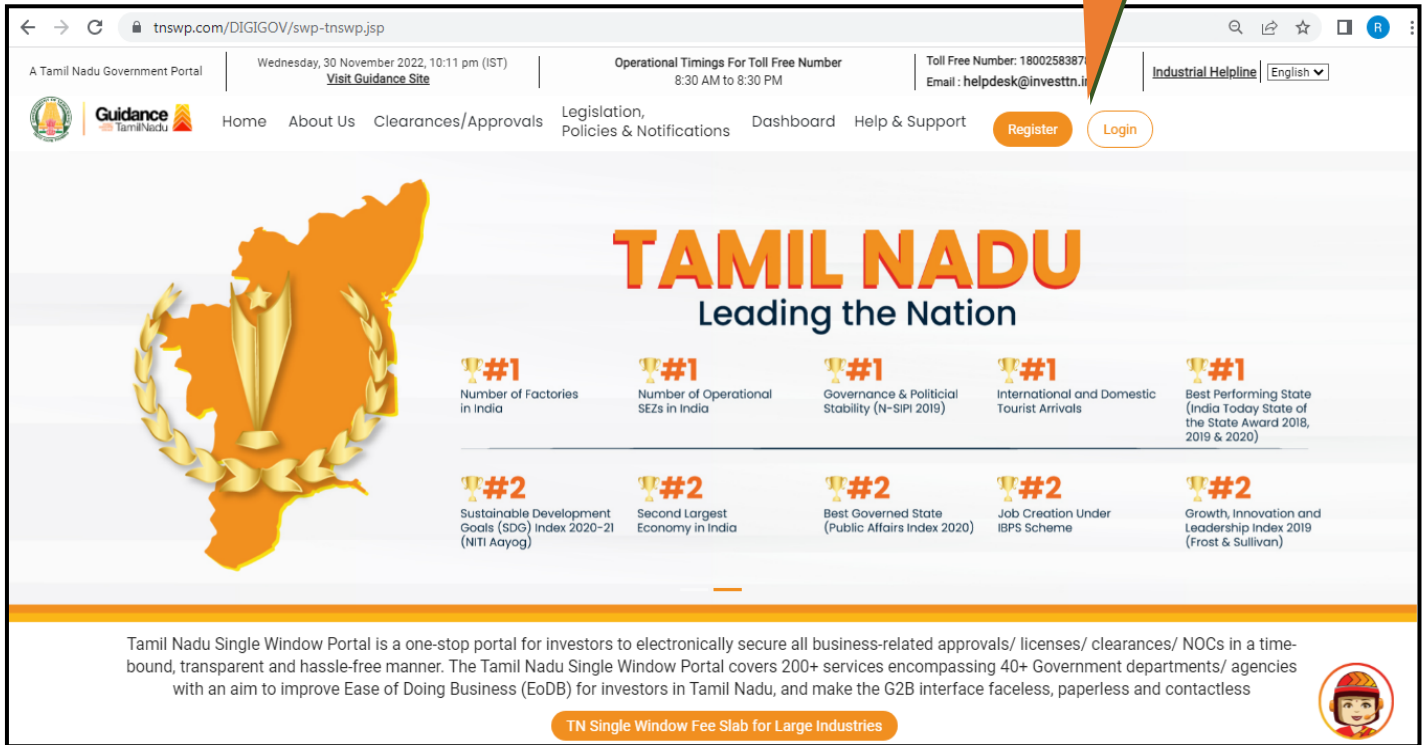 tnswp.com/DIGIGOV/swp-tnswp.jsp
R
A Tamil Nadu Government Portal
Wednesday, 30 November 2022, 10:11 pm (IST)
Visit Guidance Site
Operational Timings For Toll Free Number
8:30 AM to 8:30 PM
Toll Free Number: 18002583878
Email : helpdesk@investtn.in
Industrial Helpline
English
Guidance
TamilNadu
Home
About Us
Clearances/Approvals
Legislation,
Policies & Notifications
Dashboard
Help & Support
Register
Login
TAMIL NADU
Leading the Nation
#1
Number of Factories
in India
#1
Number of Operational
SEZs in India
#1
Governance & Politicial
Stability (N-SIPI 2019)
#1
International and Domestic
Tourist Arrivals
#1
Best Performing State
(India Today State of
the State Award 2018,
2019 & 2020)
#2
Sustainable Development
Goals (SDG) Index 2020-21
(NITI Aayog)
#2
Second Largest
Economy in India
#2
Best Governed State
(Public Affairs Index 2020)
#2
Job Creation Under
IBPS Scheme
#2
Growth, Innovation and
Leadership Index 2019
(Frost & Sullivan)
Tamil Nadu Single Window Portal is a one-stop portal for investors to electronically secure all business-related approvals/ licenses/ clearances/ NOCs in a time-
bound, transparent and hassle-free manner. The Tamil Nadu Single Window Portal covers 200+ services encompassing 40+ Government departments/ agencies
with an aim to improve Ease of Doing Business (EoDB) for investors in Tamil Nadu, and make the G2B interface faceless, paperless and contactless
TN Single Window Fee Slab for Large Industries